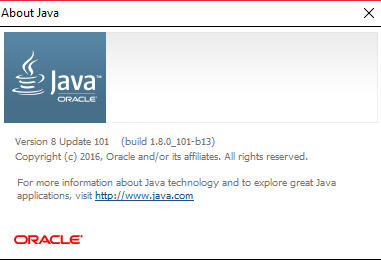 About Java
Java™
ORACLE
Version 8 Update 101 (build 1.8.0_101-b13)
Copyright (c) 2016, Oracle and/or its affiliates. All rights reserved.
For more information about Java technology and to explore great Java
applications, visit http://www.java.com
ORACLE